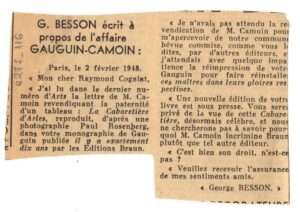 G. BESSON écrit à
propos de l'affaire
GAUGUIN-CAMOIN :
Paris, le 2 février 1948.
« Mon cher Raymond Cogniat,
« J'ai lu dans le dernier nu-
méro d'Arts la lettre de M. Ca-
moin revendiquant la paternité
d'un tableau : La Cabaretière
d'Arles, reproduit, d'après une
photographie Paul Rosenberg,
dans votre monographie de Gau-
guin publiée il y a exactement
par les Editions Braun.
« Je n'avais pas attendu la re-
vendication de M. Camoin pour
m'apercevoir de notre commune
bévue commise, comme vous le
dites, par d'autres éditeurs, et
j'attendais avec quelque impa-
tience la réimpression de votre
Gauguin pour faire réinstaller
ces maîtres dans leurs gloires res-
pectives.
« Une nouvelle édition de votre
livre est sous presse. Vous serez
privé de la vue de cette Cabare-
tière, désormais célèbre, et nous
ne chercherons pas à savoir pour-
quoi M. Camoin incrimine Braun
plutôt que tel autre éditeur.
« C'est bien son droit, n'est-ce
pas ?
« Veuillez recevoir l'assurance
de mes sentiments amis.
« George BESSON. »